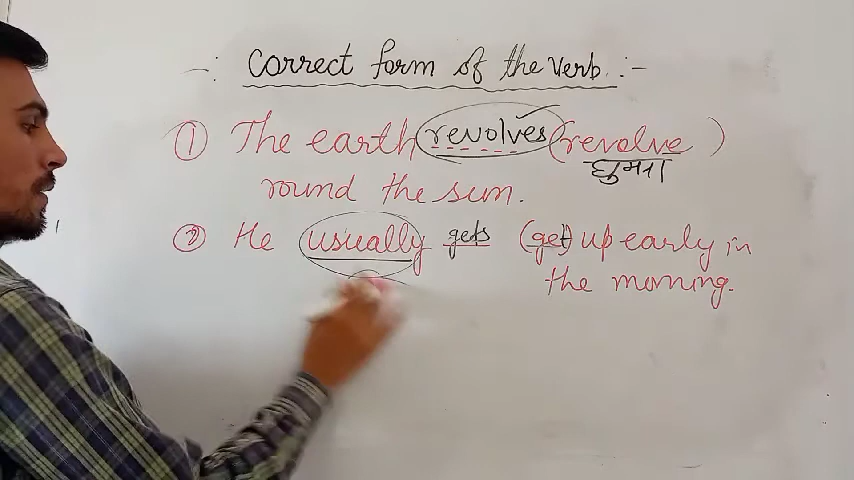 -: Correct form of the verb. :-
① The earth revolves (revolve)
घुमना
round the sun.
② He usually gets (get) up early in
the morning.